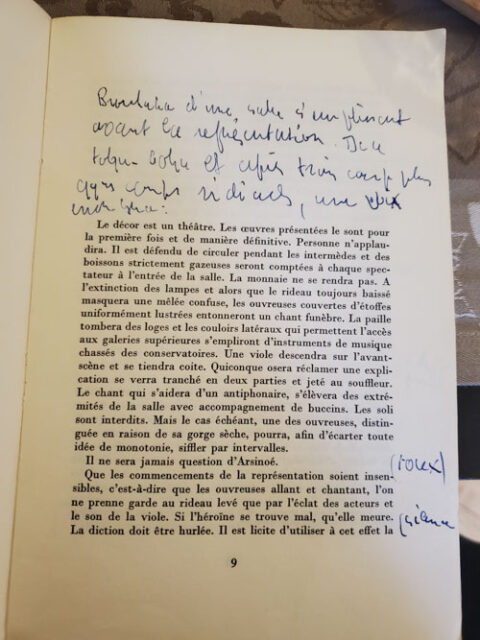 d'une salle s'emplissant
avant la représentation.
et après trois coups plus
, une voix
Le décor est un théâtre. Les œuvres présentées le sont pour
la première fois et de manière définitive. Personne n'applau-
dira. Il est défendu de circuler pendant les intermèdes et des
boissons strictement gazeuses seront comptées à chaque spec-
tateur à l'entrée de la salle. La monnaie ne se rendra pas. A
l'extinction des lampes et alors que le rideau toujours baissé
masquera une mêlée confuse, les ouvreuses couvertes d'étoffes
uniformément lustrées entonneront un chant funèbre. La paille
tombera des loges et les couloirs latéraux qui permettent l'accès
aux galeries supérieures s'empliront d'instruments de musique
chassés des conservatoires. Une viole descendra sur l'avant-
scène et se tiendra coite. Quiconque osera réclamer une expli-
cation se verra tranché en deux parties et jeté au souffleur.
Le chant qui s'aidera d'un antiphonaire, s'élèvera des extré-
mités de la salle avec accompagnement de buccins. Les soli
sont interdits. Mais le cas échéant, une des ouvreuses, distin-
guée en raison de sa gorge sèche, pourra, afin d'écarter toute
idée de monotonie, siffler par intervalles.
Il ne sera jamais question d'Arsinoé.
Que les commencements de la représentation soient insen-
sibles, c'est-à-dire que les ouvreuses allant et chantant, l'on
ne prenne garde au rideau levé que par l'éclat des acteurs et
le son de la viole. Si l'héroïne se trouve mal, qu'elle meure.
La diction doit être hurlée. Il est licite d'utiliser à cet effet la
9